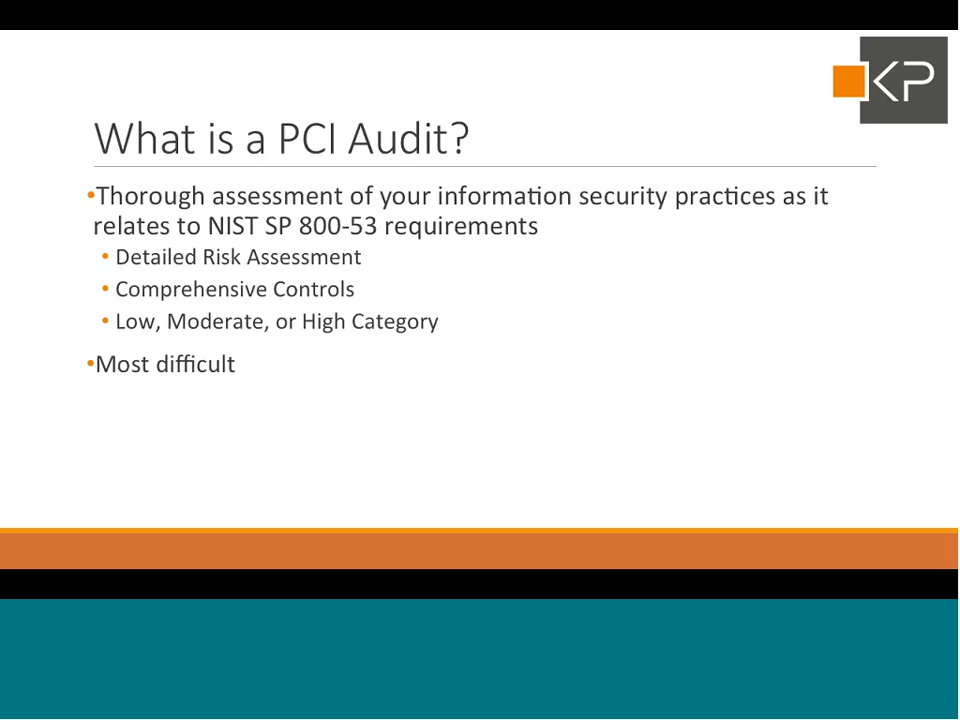 KP
What is a PCI Audit?
•Thorough assessment of your information security practices as it
relates to NIST SP 800-53 requirements
• Detailed Risk Assessment
• Comprehensive Controls
• Low, Moderate, or High Category
•Most difficult